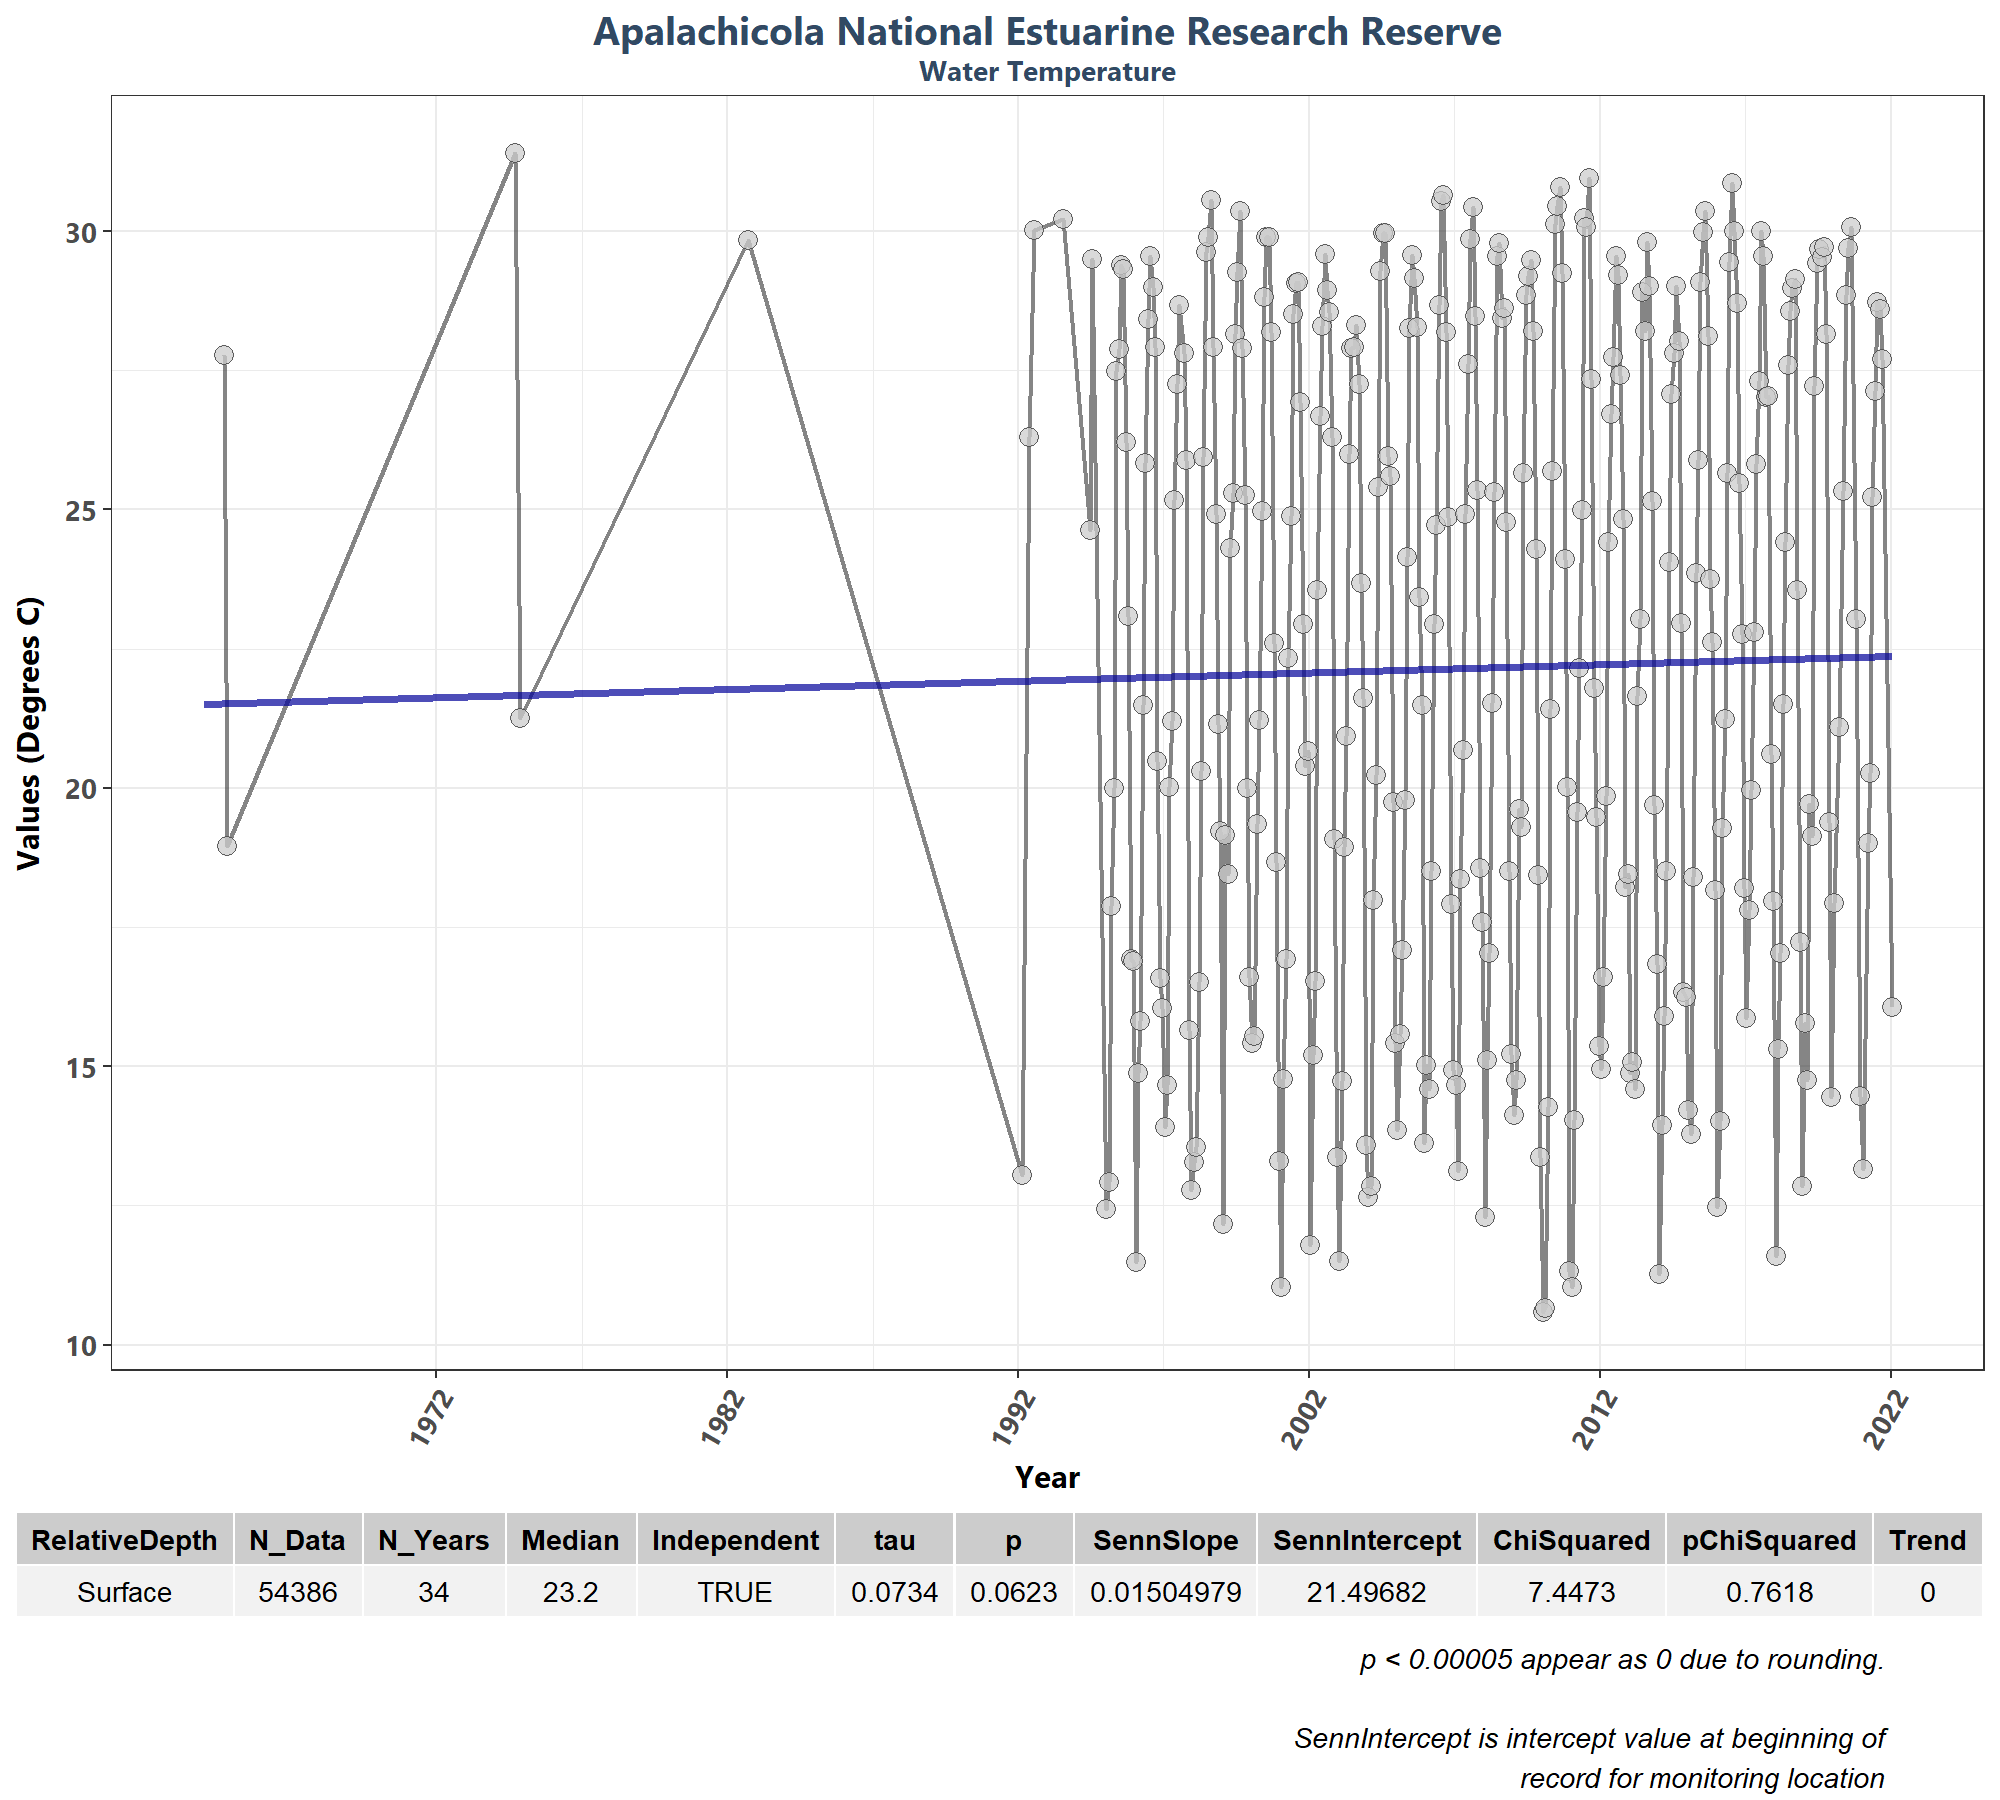 Apalachicola National Estuarine Research Reserve
Water Temperature
Values (Degrees C)
30
25
20
15
10
1972
1982
1992
2002
2012
2022
Year
RelativeDepth N_Data N_Years Median Independent tau p SennSlope SennIntercept ChiSquared pChiSquared Trend
Surface 54386 34 23.2 TRUE 0.0734 0.0623 0.01504979 21.49682 7.4473 0.7618 0
p < 0.00005 appear as 0 due to rounding.
SennIntercept is intercept value at beginning of
record for monitoring location